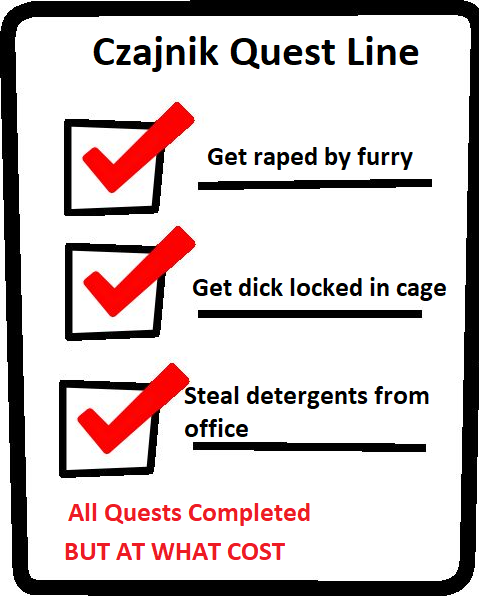 Czajnik Quest Line
Get raped by furry
Get dick locked in cage
Steal detergents from
office
All Quests Completed
BUT AT WHAT COST